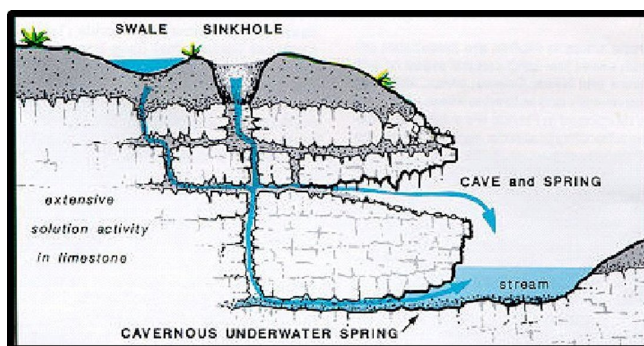 SWALE SINKHOLE
CAVE and SPRING
extensive
solution activity
in limestone
stream
CAVERNOUS UNDERWATER SPRING